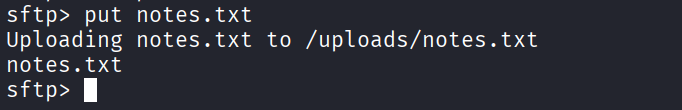 sftp> put notes.txt
Uploading notes.txt to /uploads/notes.txt
notes.txt
sftp>